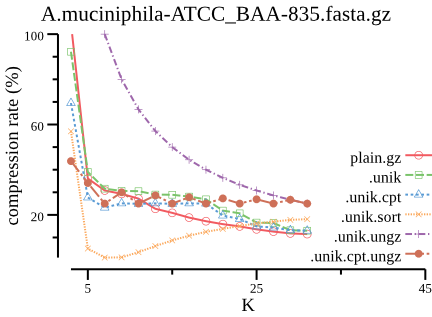 A.muciniphila-ATCC_BAA-835.fasta.gz
compression rate (%)
100
60
20
5
25
45
K
plain.gz
.unik
.unik.cpt
.unik.sort
.unik.ungz
.unik.cpt.ungz